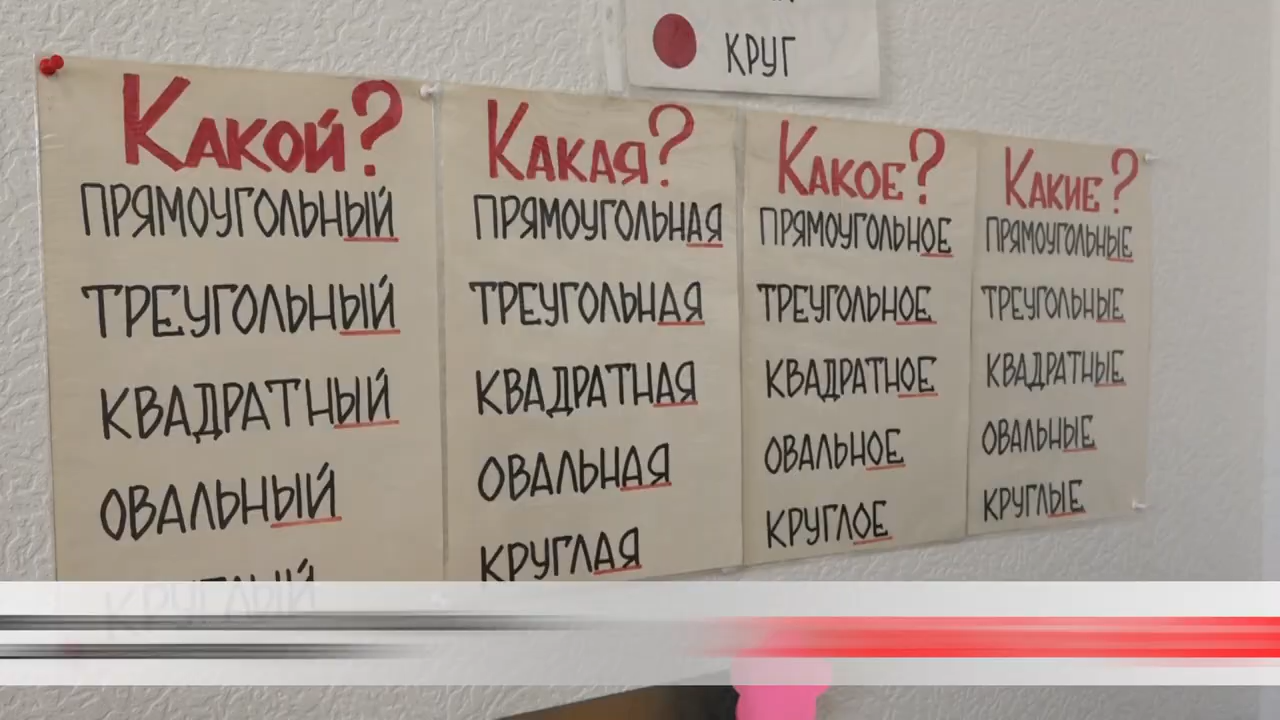 КРУГ
Какой?
ПРЯМОУГОЛЬНЫЙ
ТРЕУГОЛЬНЫЙ
КВАДРАТНЫЙ
ОВАЛЬНЫЙ
КРУГЛЫЙ
Какая?
ПРЯМОУГОЛЬНАЯ
ТРЕУГОЛЬНАЯ
КВАДРАТНАЯ
ОВАЛЬНАЯ
КРУГЛАЯ
Какое?
ПРЯМОУГОЛЬНОЕ
ТРЕУГОЛЬНОЕ
КВАДРАТНОЕ
ОВАЛЬНОЕ
КРУГЛОЕ
Какие?
ПРЯМОУГОЛЬНЫЕ
ТРЕУГОЛЬНЫЕ
КВАДРАТНЫЕ
ОВАЛЬНЫЕ
КРУГЛЫЕ